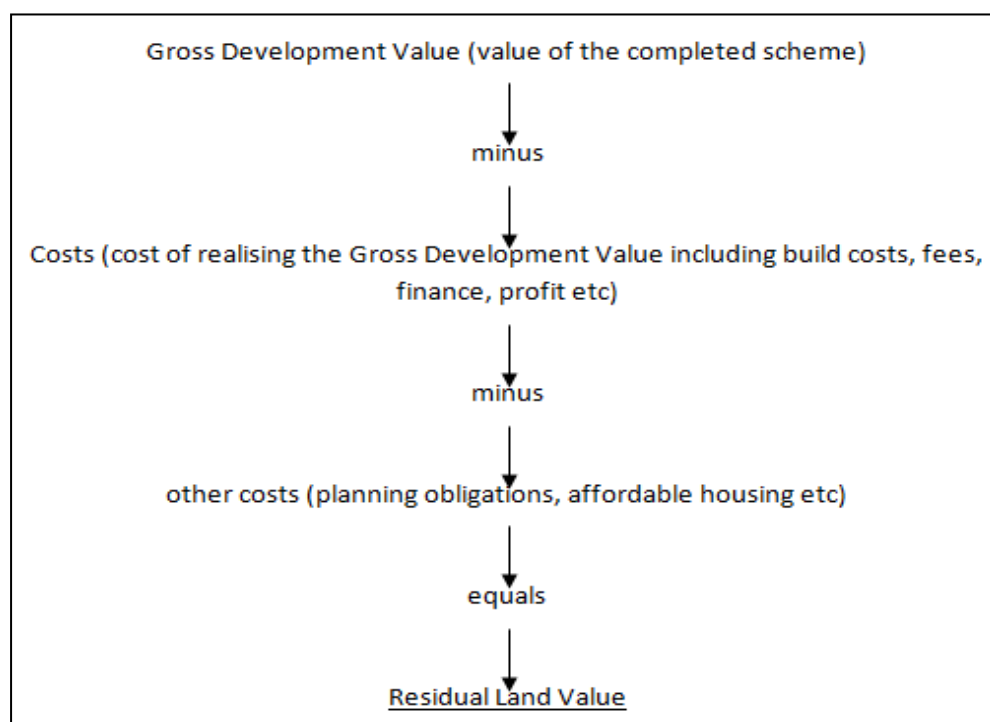 Gross Development Value (value of the completed scheme)
minus
Costs (cost of realising the Gross Development Value including build costs, fees,
finance, profit etc)
minus
other costs (planning obligations, affordable housing etc)
equals
Residual Land Value